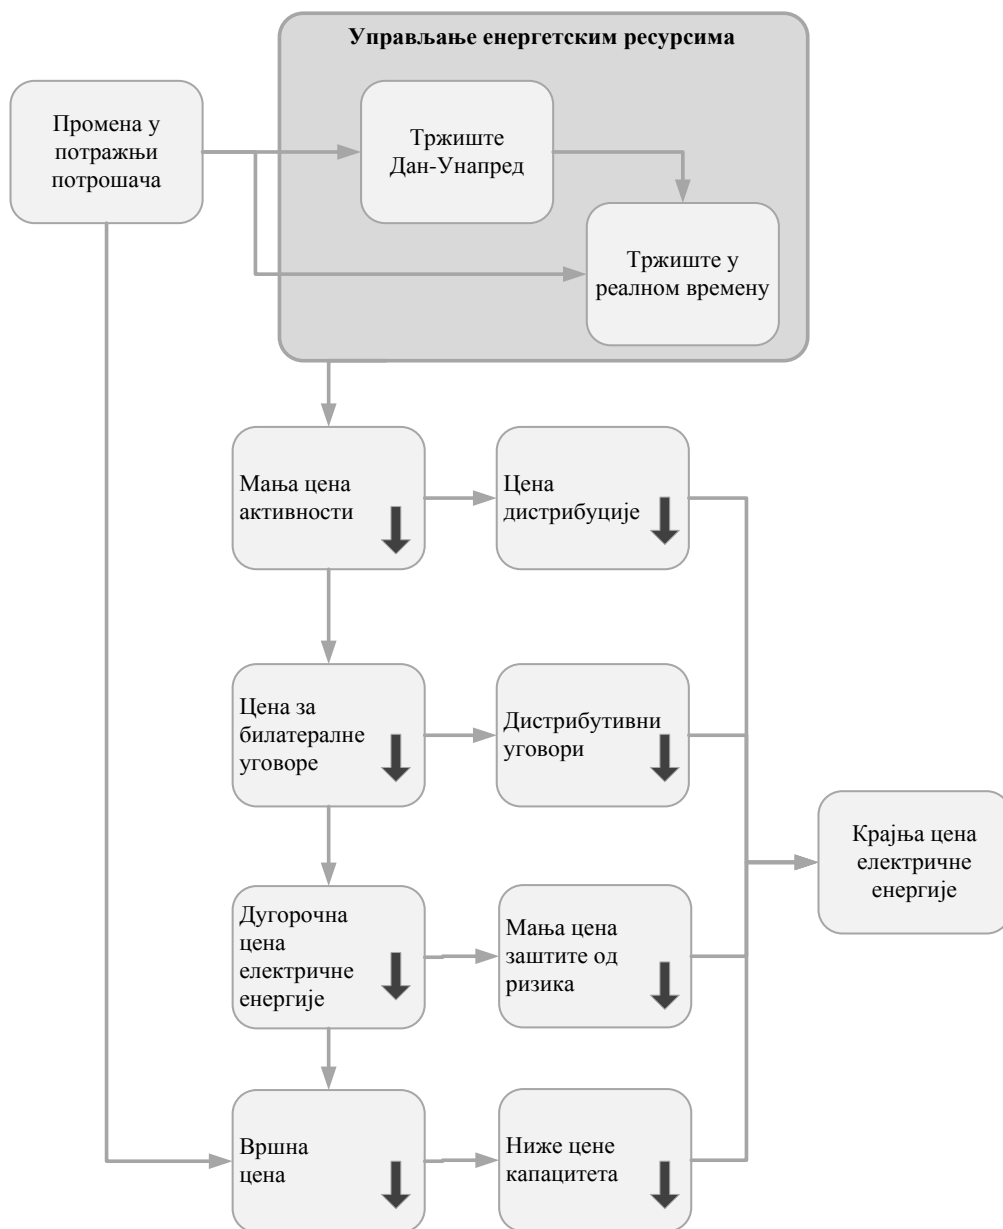 Управљање енергетским ресурсима
Промена у
потражњи
потрошача
Тржиште
Дан-Унапред
Тржиште у
реалном времену
Мања цена
активности
Цена
дистрибуције
Цена за
билатералне
уговоре
Дистрибутивни
уговори
Крајња цена
електричне
енергије
Дугорочна
цена
електричне
енергије
Мања цена
заштите од
ризика
Вршна
цена
Ниже цене
капацитета